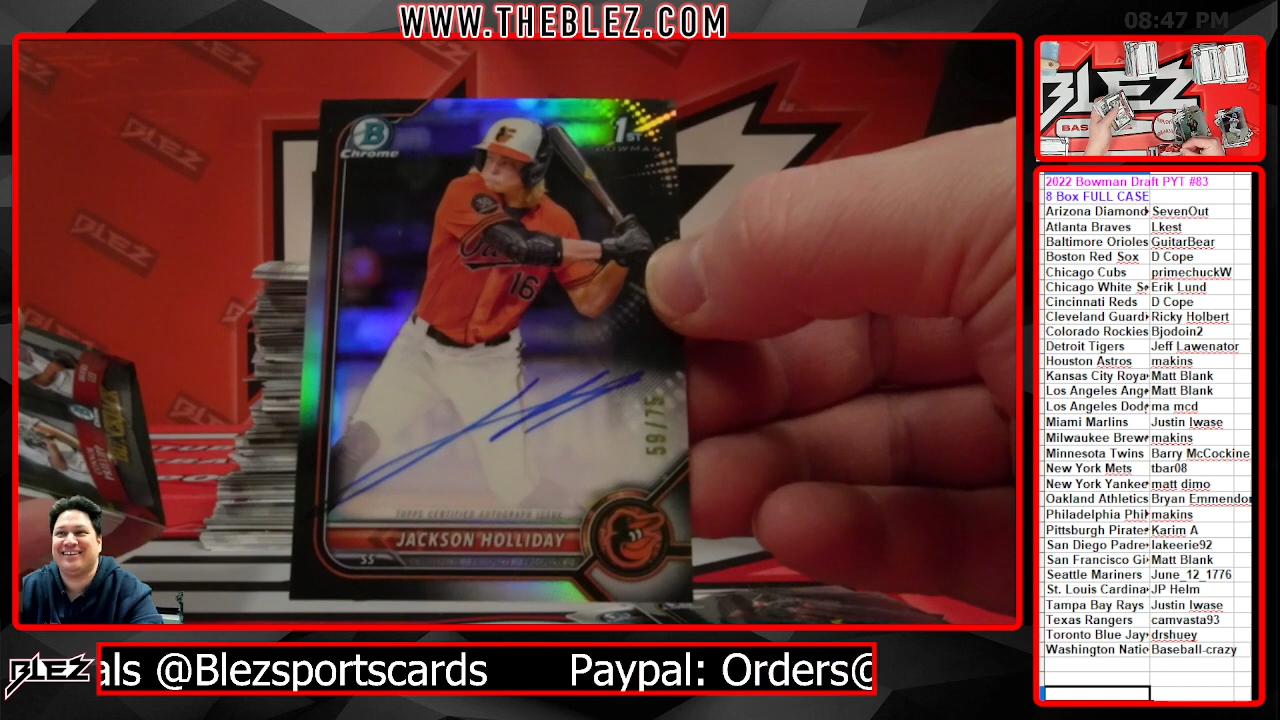 WWW.THEBLEZ.COM
08:47 PM
BLEZ
B
Chrome
1ST
BOWMAN
16
59/75
TOPPS CERTIFIED AUTOGRAPH ISSUE
JACKSON HOLLIDAY
SS
BLEZ
BAS
2022 Bowman Draft PYT #83
8 Box FULL CASE
Arizona Diamond SevenOut
Atlanta Braves Lkest
Baltimore Orioles GuitarBear
Boston Red Sox D Cope
Chicago Cubs primechuckW
Chicago White S Erik Lund
Cincinnati Reds D Cope
Cleveland Guard Ricky Holbert
Colorado Rockies Bjodoin2
Detroit Tigers Jeff Lawenator
Houston Astros makins
Kansas City Roya Matt Blank
Los Angeles Ang Matt Blank
Los Angeles Dod ma mcd
Miami Marlins Justin Iwase
Milwaukee Brew makins
Minnesota Twins Barry McCockine
New York Mets tbar08
New York Yankee matt dimo
Oakland Athletics Bryan Emmendor
Philadelphia Phi makins
Pittsburgh Pirate Karim A
San Diego Padre lakeerie92
San Francisco Gi Matt Blank
Seattle Mariners June_12_1776
St. Louis Cardina JP Helm
Tampa Bay Rays Justin Iwase
Texas Rangers camvasta93
Toronto Blue Jay drshuey
Washington Natio Baseball-crazy
BLEZ
als @Blezsportscards Paypal: Orders@